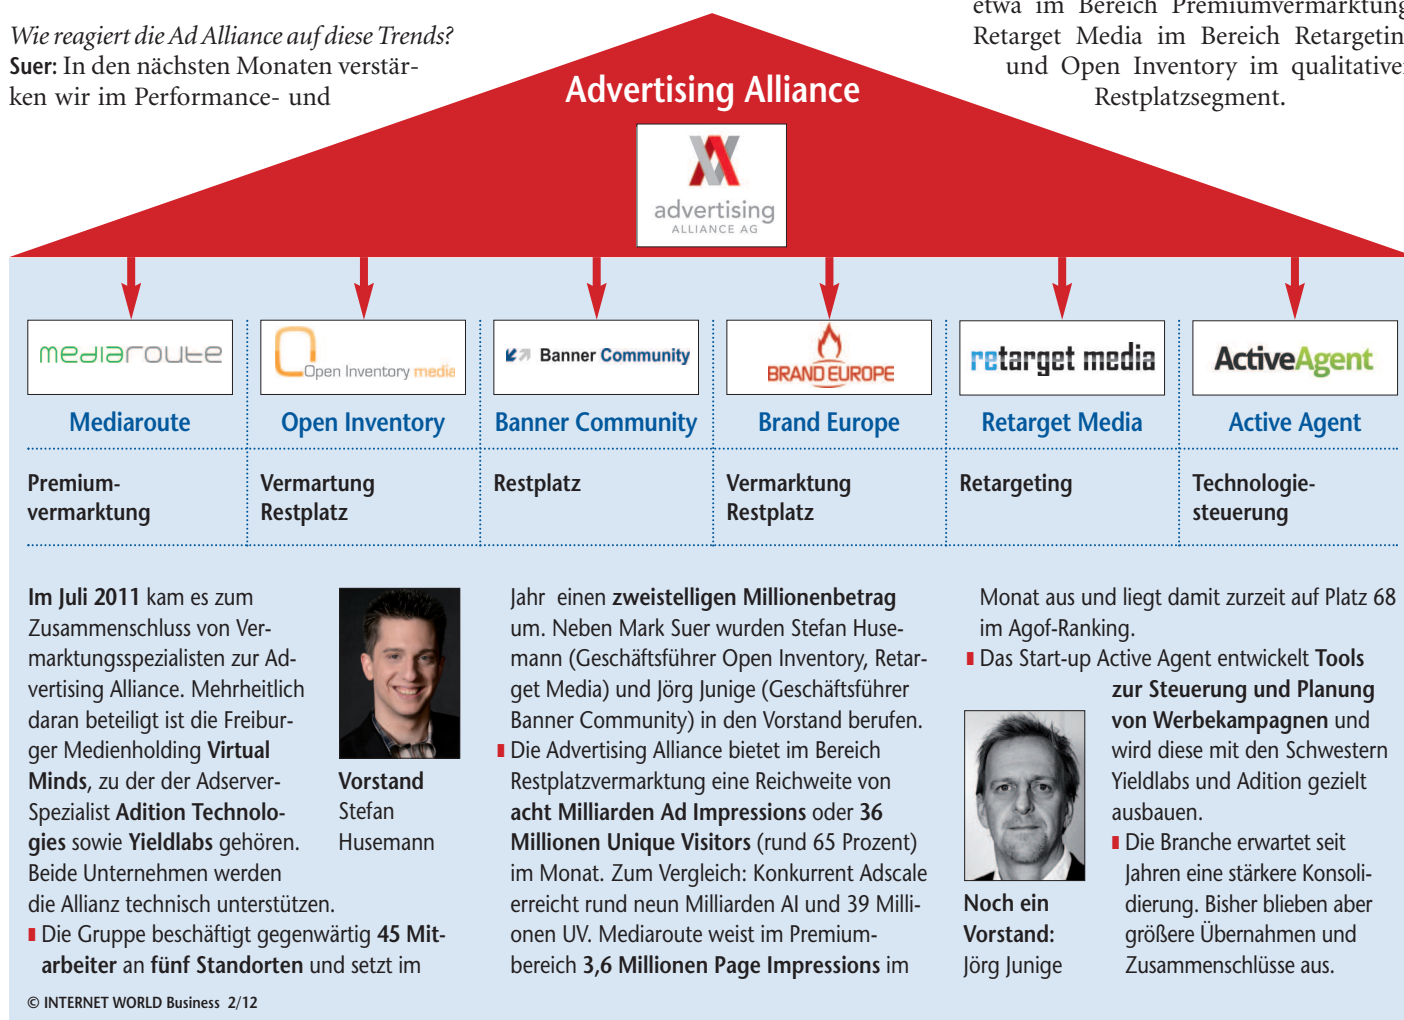 Wie reagiert die Ad Alliance auf diese Trends?
Suer: In den nächsten Monaten verstär-
ken wir im Performance- und
etwa im Bereich Premiumvermarktung
Retarget Media im Bereich Retargetin
und Open Inventory im qualitative
Restplatzsegment.
Advertising Alliance
advertising
ALLIANCE AG
mediaroute
Open Inventory media
Banner Community
BRAND EUROPE
retarget media
ActiveAgent
Mediaroute
Open Inventory
Banner Community
Brand Europe
Retarget Media
Active Agent
Premium-
vermarktung
Vermartung
Restplatz
Restplatz
Vermarktung
Restplatz
Retargeting
Technologie-
steuerung
Im Juli 2011 kam es zum
Zusammenschluss von Ver-
marktungsspezialisten zur Ad-
vertising Alliance. Mehrheitlich
daran beteiligt ist die Freibur-
ger Medienholding Virtual
Minds, zu der der Adserver-
Spezialist Adition Technolo-
gies sowie Yieldlabs gehören.
Beide Unternehmen werden
die Allianz technisch unterstützen.
Die Gruppe beschäftigt gegenwärtig 45 Mit-
arbeiter an fünf Standorten und setzt im
Vorstand
Stefan
Husemann
Jahr einen zweistelligen Millionenbetrag
um. Neben Mark Suer wurden Stefan Huse-
mann (Geschäftsführer Open Inventory, Retar-
get Media) und Jörg Junige (Geschäftsführer
Banner Community) in den Vorstand berufen.
Die Advertising Alliance bietet im Bereich
Restplatzvermarktung eine Reichweite von
acht Milliarden Ad Impressions oder 36
Millionen Unique Visitors (rund 65 Prozent)
im Monat. Zum Vergleich: Konkurrent Adscale
erreicht rund neun Milliarden AI und 39 Milli-
onen UV. Mediaroute weist im Premium-
bereich 3,6 Millionen Page Impressions im
Monat aus und liegt damit zurzeit auf Platz 68
im Agof-Ranking.
Das Start-up Active Agent entwickelt Tools
zur Steuerung und Planung
von Werbekampagnen und
wird diese mit den Schwestern
Yieldlabs und Adition gezielt
ausbauen.
Die Branche erwartet seit
Jahren eine stärkere Konsoli-
dierung. Bisher blieben aber
größere Übernahmen und
Zusammenschlüsse aus.
Noch ein
Vorstand:
Jörg Junige
© INTERNET WORLD Business 2/12